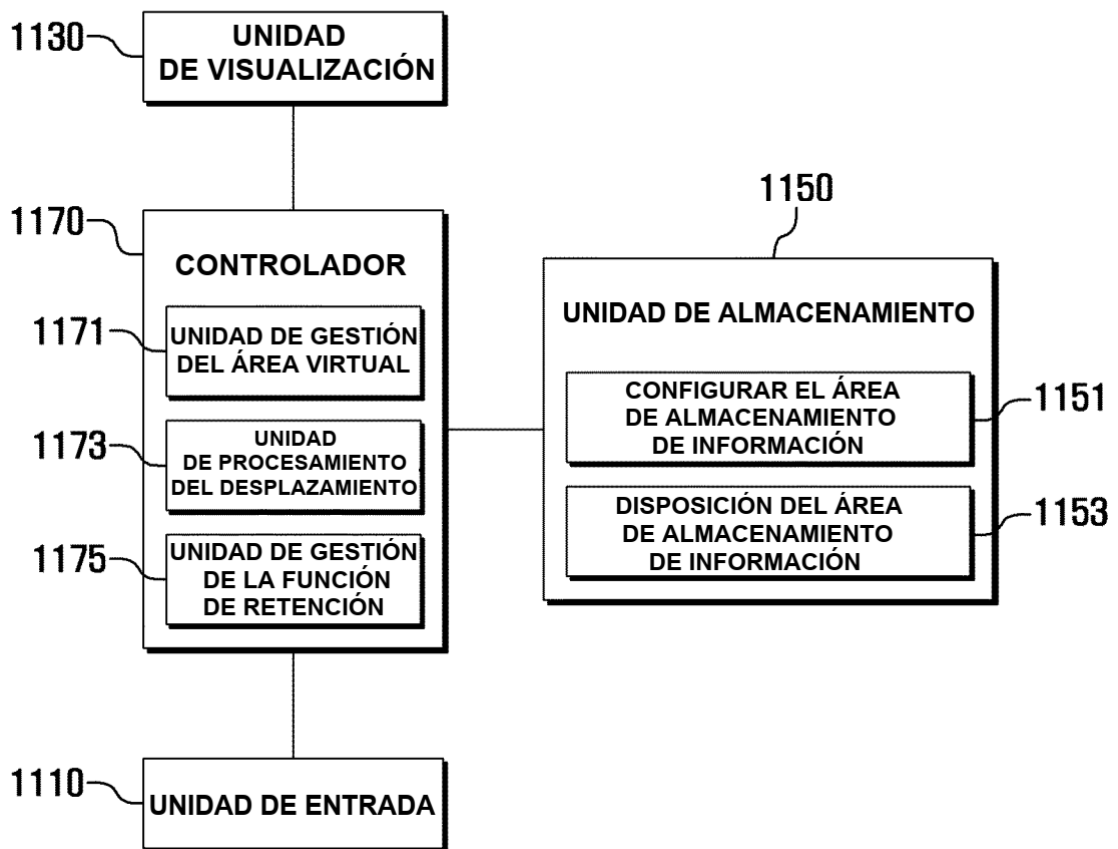 1130
UNIDAD
DE VISUALIZACIÓN
1170
CONTROLADOR
1171
UNIDAD DE GESTIÓN
DEL ÁREA VIRTUAL
1173
UNIDAD
DE PROCESAMIENTO
DEL DESPLAZAMIENTO
1175
UNIDAD DE GESTIÓN
DE LA FUNCIÓN
DE RETENCIÓN
1150
UNIDAD DE ALMACENAMIENTO
CONFIGURAR EL ÁREA
DE ALMACENAMIENTO
DE INFORMACIÓN
1151
DISPOSICIÓN DEL ÁREA
DE ALMACENAMIENTO
DE INFORMACIÓN
1153
1110
UNIDAD DE ENTRADA